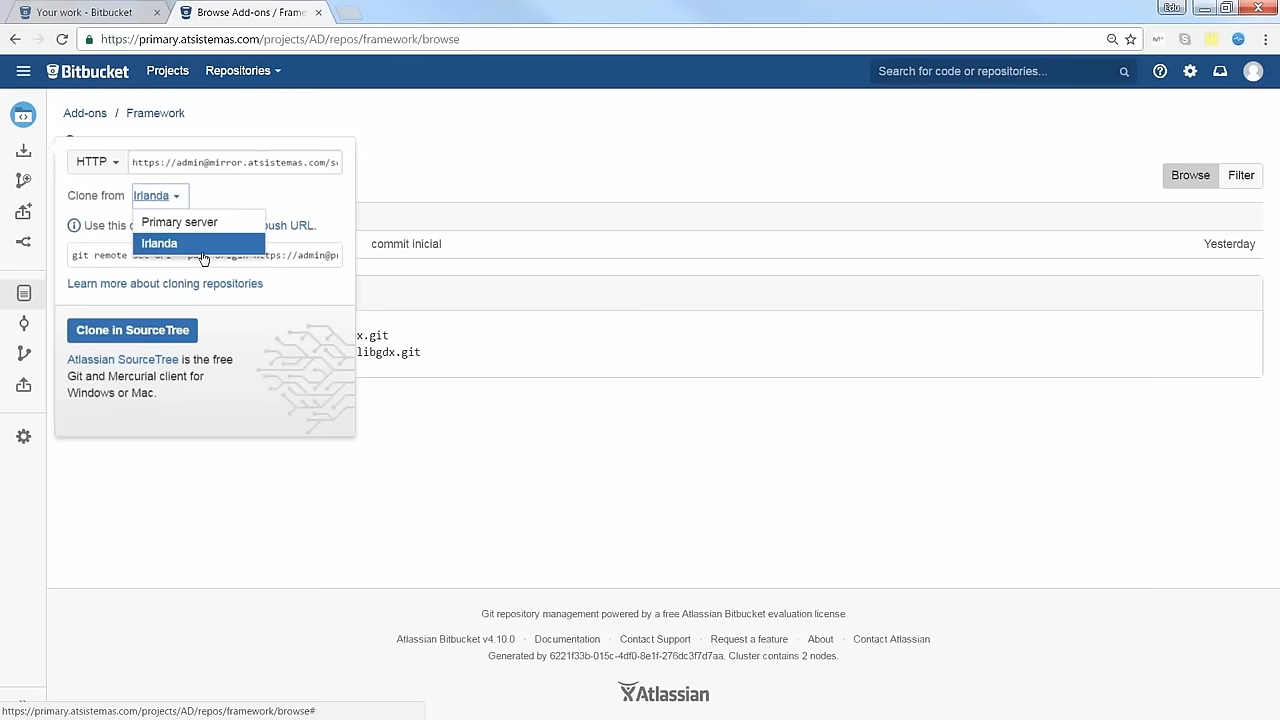 Your work - Bitbucket
Browse Add-ons / Frame
Edu
https://primary.atsistemas.com/projects/AD/repos/framework/browse
Bitbucket
Projects
Repositories
Search for code or repositories...
Add-ons / Framework
HTTP
https://admin@mirror.atsistemas.com/s
Browse
Filter
Clone from
Irlanda
Primary server
Irlanda
Use this
push URL.
commit inicial
Yesterday
git remote
https://admin@p
Learn more about cloning repositories
Clone in SourceTree
x.git
libgdx.git
Atlassian SourceTree is the free
Git and Mercurial client for
Windows or Mac.
Git repository management powered by a free Atlassian Bitbucket evaluation license
Atlassian Bitbucket v4.10.0 · Documentation · Contact Support · Request a feature · About · Contact Atlassian
Generated by 6221f33b-015c-4df0-8e1f-276dc3f7d7aa. Cluster contains 2 nodes.
Atlassian
https://primary.atsistemas.com/projects/AD/repos/framework/browse#